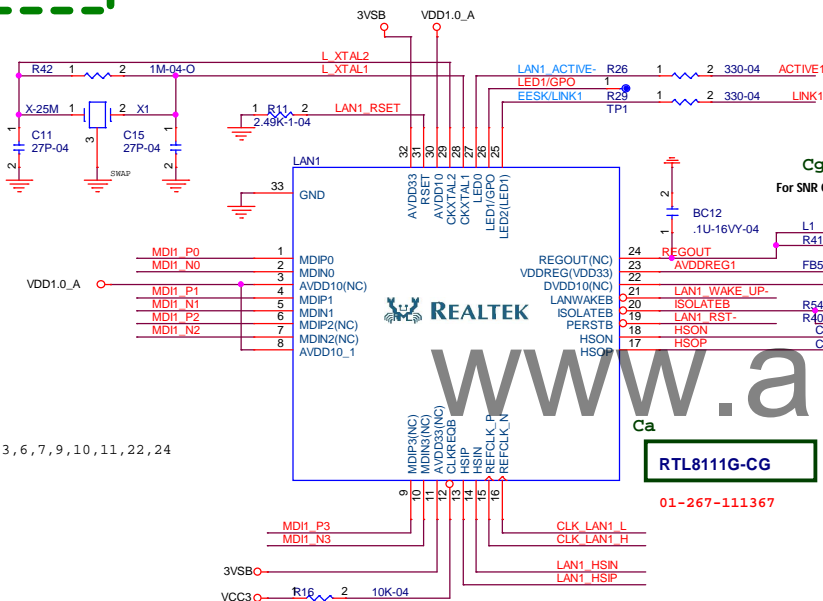 3VSB VDD1.0_A
L_XTAL2
R42 1 2 1M-04-O L_XTAL1 LAN1_ACTIVE- R26 1 2 330-04 ACTIVE1
LED1/GPO 1
X-25M 1 2 X1 1 R11 2 LAN1_RSET EESK/LINK1 R29 1 2 330-04 LINK1
2.49K-1-04 TP1
C11 3 C15
27P-04 27P-04
1 2 1 2
SWAP
32 31 30 29 28 27 26 25
LAN1
AVDD33 RSET AVDD10 CKXTAL2 CKXTAL1 LED0 LED1/GPO LED2(LED1)
33 GND
Cg
For SNR
2 BC12
1 .1U-16VY-04
L1
R41
MDI1_P0 1 MDIP0 REGOUT(NC) 24 REGOUT
MDI1_N0 2 MDIN0 VDDREG(VDD33) 23 AVDDREG1 FB5
VDD1.0_A 3 AVDD10(NC) DVDD10(NC) 22
MDI1_P1 4 MDIP1 LANWAKEB 21 LAN1_WAKE_UP-
MDI1_N1 5 MDIN1 ISOLATEB 20 ISOLATEB R54
MDI1_P2 6 MDIP2(NC) PERSTB 19 LAN1_RST- R40
MDI1_N2 7 MDIN2(NC) HSON 18 HSON C
8 AVDD10_1 HSOP 17 HSOP C
REALTEK
www.a
3,6,7,9,10,11,22,24
Ca
RTL8111G-CG
01-267-111367
MDIP3(NC) MDIN3(NC) AVDD33(NC) CLKREQB HSIP HSIN REFCLK_P REFCLK_N
9 10 11 12 13 14 15 16
MDI1_P3 CLK_LAN1_L
MDI1_N3 CLK_LAN1_H
3VSB LAN1_HSIN
LAN1_HSIP
VCC3 1 R16 2 10K-04